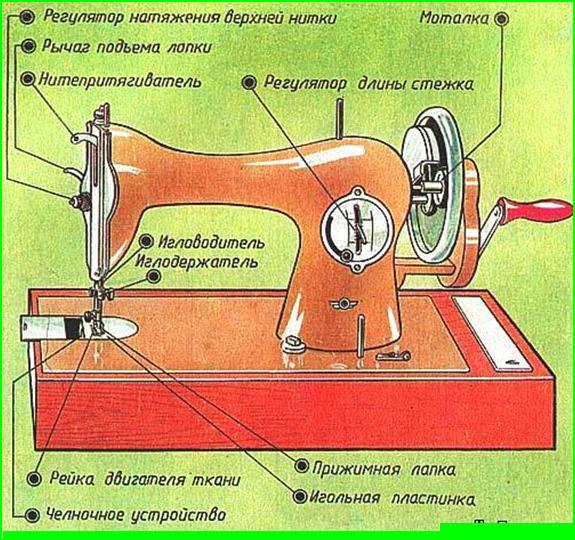 Регулятор натяжения верхней нитки
Моталка
Рычаг подъема лапки
Нитепритягиватель
Регулятор длины стежка
Игловодитель
Иглодержатель
Прижимная лапка
Рейка двигателя ткани
Игольная пластинка
Челночное устройство